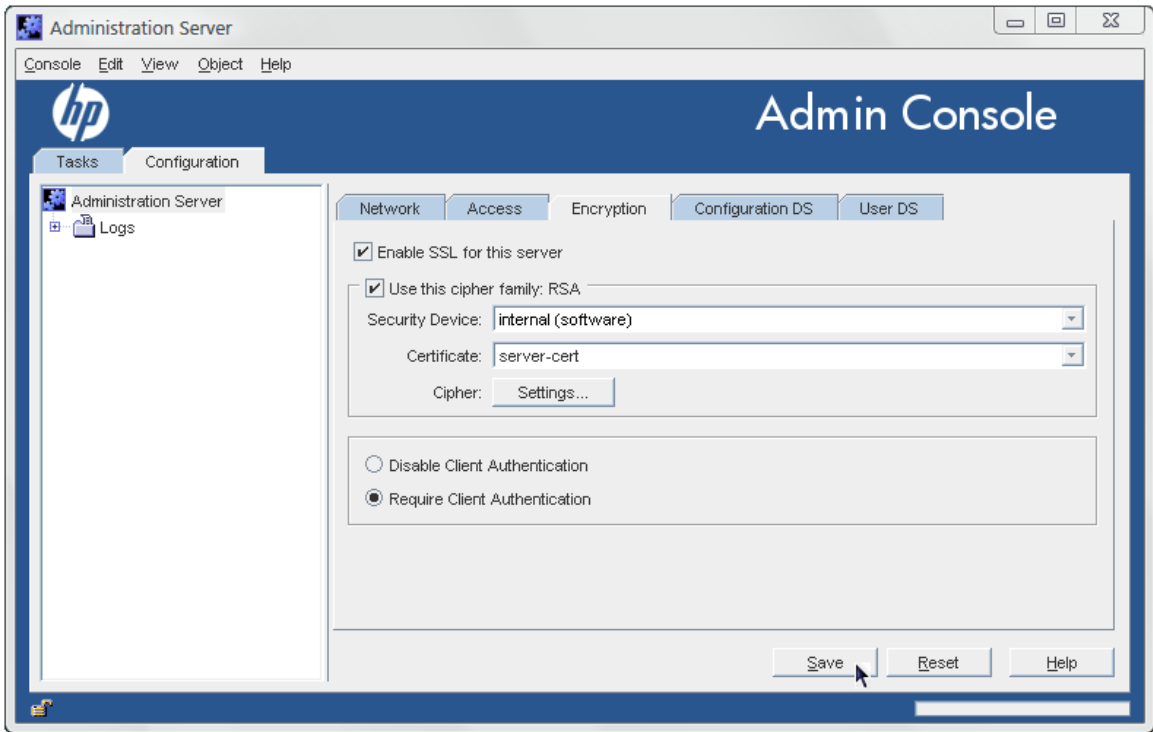 Administration Server
Console Edit View Object Help
hp
Admin Console
Tasks Configuration
Administration Server
Logs
Network Access Encryption Configuration DS User DS
Enable SSL for this server
Use this cipher family: RSA
Security Device: internal (software)
Certificate: server-cert
Cipher: Settings...
Disable Client Authentication
Require Client Authentication
Save Reset Help